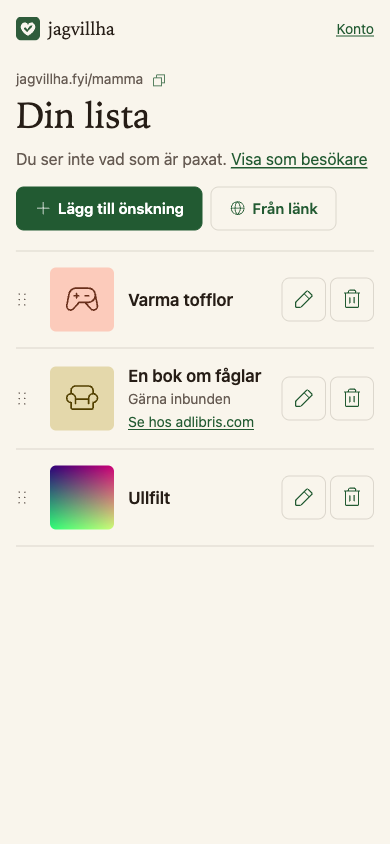 jagvillha
Konto
jagvillha.fyi/mamma
Din lista
Du ser inte vad som är paxat. Visa som besökare
Lägg till önskning
Från länk
Varma tofflor
En bok om fåglar
Gärna inbunden
Se hos adlibris.com
Ullfilt